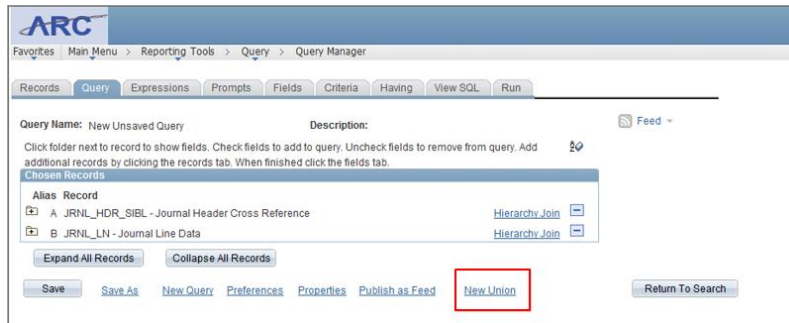 ARC
Favorites Main Menu > Reporting Tools > Query > Query Manager
Records Query Expressions Prompts Fields Criteria Having View SQL Run
Query Name: New Unsaved Query Description: Feed
Click folder next to record to show fields. Check fields to add to query. Uncheck fields to remove from query. Add
additional records by clicking the records tab. When finished click the fields tab.
Chosen Records
Alias Record
A JRNL_HDR_SIBL - Journal Header Cross Reference Hierarchy Join
B JRNL_LN - Journal Line Data Hierarchy Join
Expand All Records Collapse All Records
Save Save As New Query Preferences Properties Publish as Feed New Union Return To Search